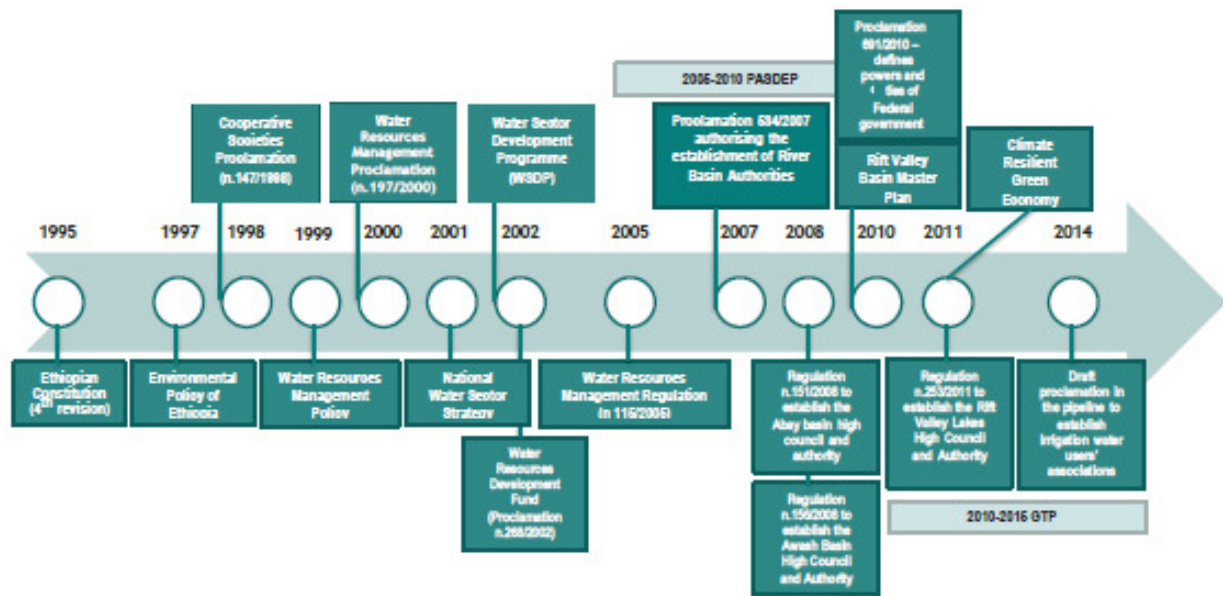 2005-2010 PASDEP
Proclamation
691/2010 –
defines
powers and
of
Federal
government
Cooperative
Societies
Proclamation
(n.147/1998)
Water
Resources
Management
Proclamation
(n.197/2000)
Water Sector
Development
Programme
(WSDP)
Proclamation 534/2007
authorising the
establishment of River
Basin Authorities
Rift Valley
Basin Master
Plan
Climate
Resilient
Green
Economy
1995 1997 1998 1999 2000 2001 2002 2005 2007 2008 2010 2011 2014
Ethiopian
Constitution
(4th revision)
Environmental
Policy of
Ethiopia
Water Resources
Management
Policy
National
Water Sector
Strategy
Water Resources
Management Regulation
(n 115/2005)
Water
Resources
Development
Fund
(Proclamation
n.268/2002)
Regulation
n.151/2008 to
establish the
Abay basin high
council and
authority
Regulation
n.156/2008 to
establish the
Awash Basin
High Council
and Authority
Regulation
n.253/2011 to
establish the Rift
Valley Lakes
High Council
and Authority
Draft
proclamation in
the pipeline to
establish
irrigation water
users'
associations
2010-2015 GTP